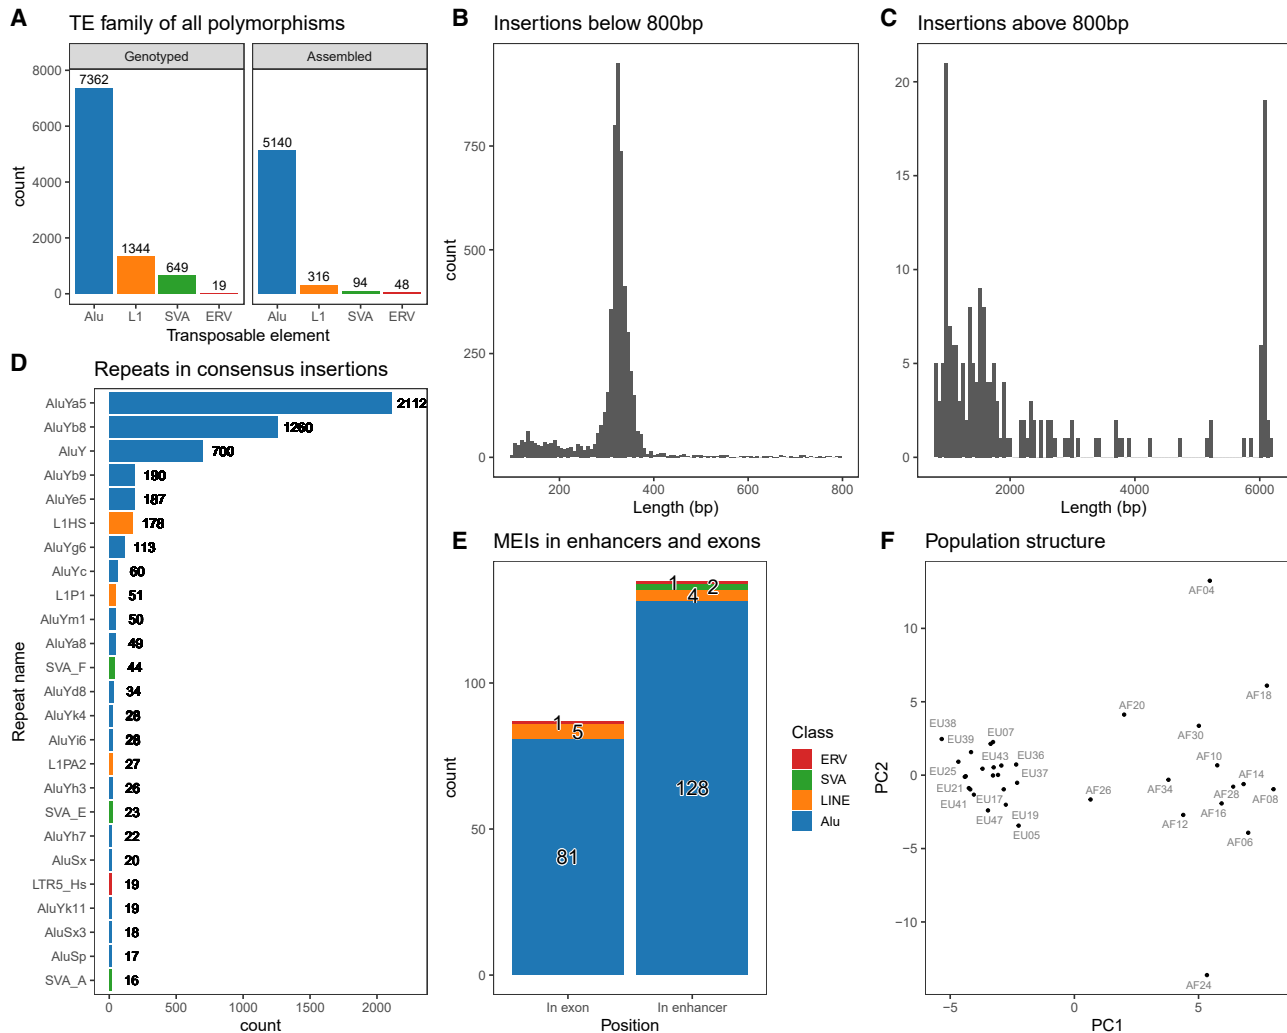 A TE family of all polymorphisms
Genotyped Assembled
8000
6000
4000
2000
0
count
7362
1344
649
19
5140
316
94
48
Alu L1 SVA ERV Alu L1 SVA ERV
Transposable element
B Insertions below 800bp
750
500
250
0
count
200 400 600 800
Length (bp)
C Insertions above 800bp
20
15
10
5
0
2000 4000 6000
Length (bp)
D Repeats in consensus insertions
Repeat name
AluYa5 2112
AluYb8 1260
AluY 700
AluYb9 190
AluYe5 187
L1HS 178
AluYg6 113
AluYc 60
L1P1 51
AluYm1 50
AluYa8 49
SVA_F 44
AluYd8 34
AluYk4 28
AluYi6 28
L1PA2 27
AluYh3 26
SVA_E 23
AluYh7 22
AluSx 20
LTR5_Hs 19
AluYk11 19
AluSx3 18
AluSp 17
SVA_A 16
0 500 1000 1500 2000
count
E MEIs in enhancers and exons
100
50
0
count
1
5
81
1 2
4
128
In exon In enhancer
Position
Class
ERV
SVA
LINE
Alu
F Population structure
10
5
0
−5
−10
PC2
AF04
AF18
AF20
AF30
EU38
EU07
EU39
EU43
EU36
AF10
EU25
EU37
AF14
AF34
AF28
AF08
EU21
EU17
AF26
EU41
AF16
EU47
EU19
AF12
EU05
AF06
AF24
−5 0 5
PC1